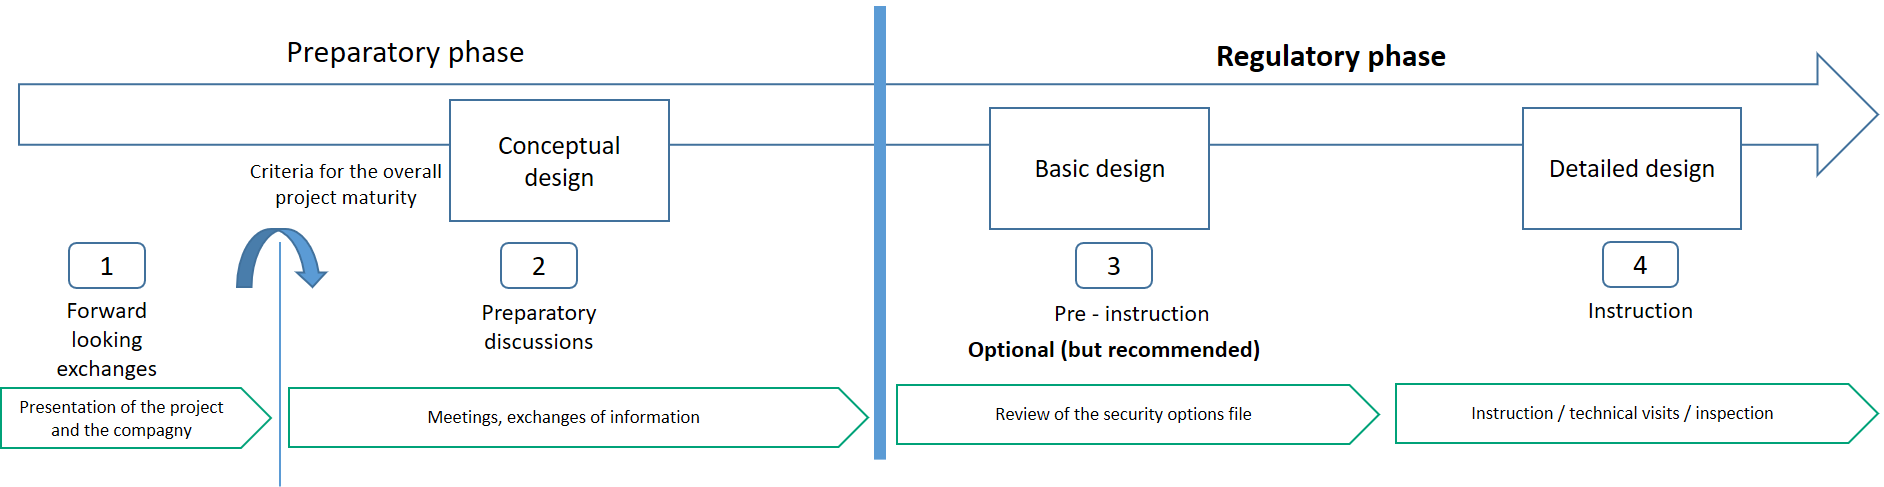 Preparatory phase
Regulatory phase
Conceptual
design
Basic design
Detailed design
Criteria for the overall
project maturity
1
2
3
4
Forward
looking
exchanges
Preparatory
discussions
Pre - instruction
Optional (but recommended)
Instruction
Presentation of the project
and the compagny
Meetings, exchanges of information
Review of the security options file
Instruction / technical visits / inspection